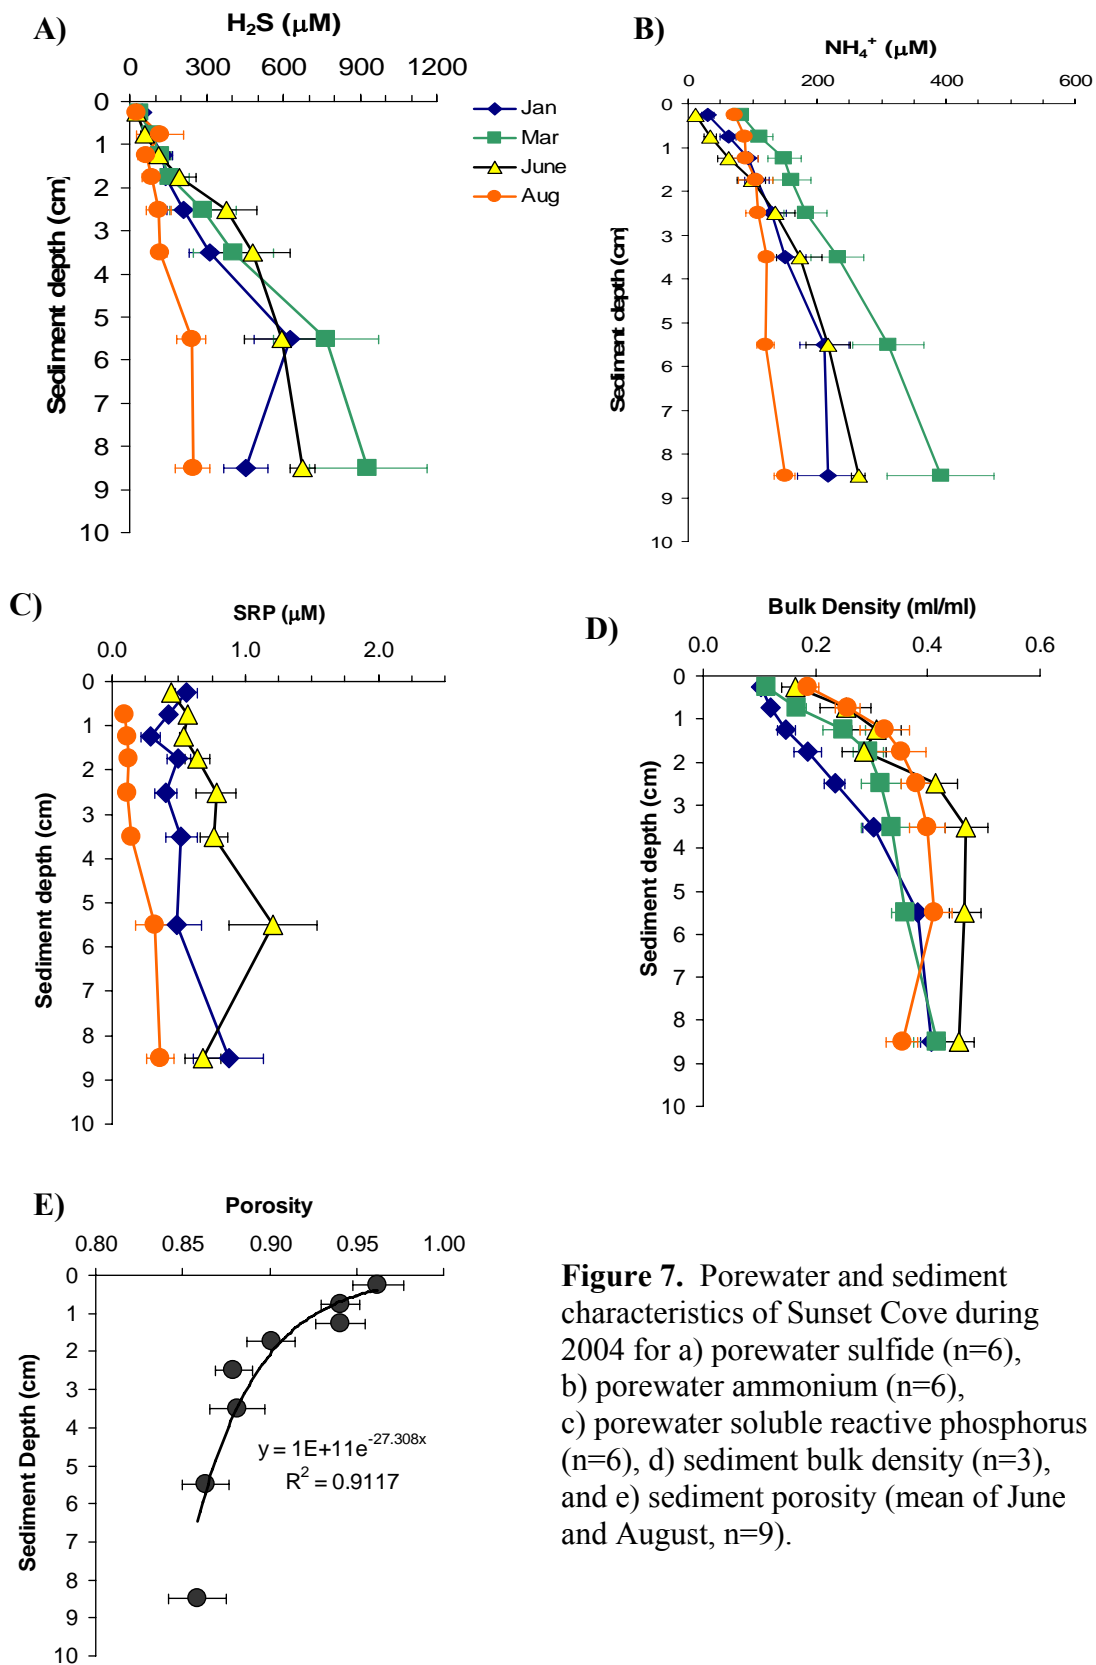 A)
H₂S (µM)
0 300 600 900 1200
0
1
2
3
4
5
6
7
8
9
10
Sediment depth (cm)
Jan
Mar
June
Aug
B)
NH₄⁺ (µM)
0 200 400 600
0
1
2
3
4
5
6
7
8
9
10
Sediment depth (cm)
C)
SRP (µM)
0.0 1.0 2.0
0
1
2
3
4
5
6
7
8
9
10
Sediment depth (cm)
D)
Bulk Density (ml/ml)
0.0 0.2 0.4 0.6
0
1
2
3
4
5
6
7
8
9
10
Sediment depth (cm)
E)
Porosity
0.80 0.85 0.90 0.95 1.00
0
1
2
3
4
5
6
7
8
9
10
Sediment Depth (cm)
y = 1E+11e^-27.308x
R² = 0.9117
Figure 7. Porewater and sediment
characteristics of Sunset Cove during
2004 for a) porewater sulfide (n=6),
b) porewater ammonium (n=6),
c) porewater soluble reactive phosphorus
(n=6), d) sediment bulk density (n=3),
and e) sediment porosity (mean of June
and August, n=9).